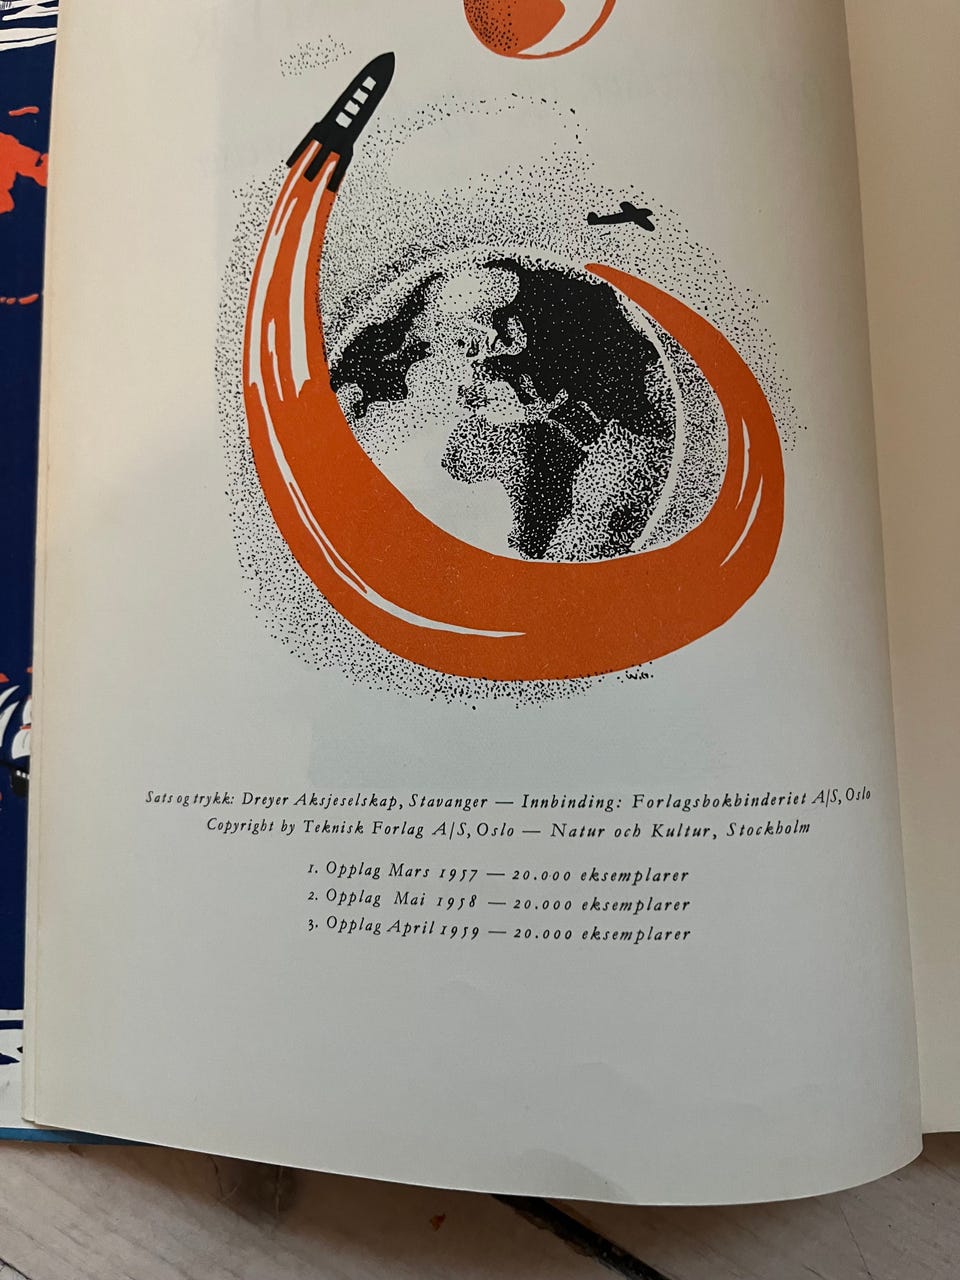 W.G.
Sats og trykk: Dreyer Aksjeselskap, Stavanger — Innbinding: Forlagsbokbinderiet A/S, Oslo
Copyright by Teknisk Forlag A/S, Oslo — Natur och Kultur, Stockholm
1. Opplag Mars 1957 — 20.000 eksemplarer
2. Opplag Mai 1958 — 20.000 eksemplarer
3. Opplag April 1959 — 20.000 eksemplarer